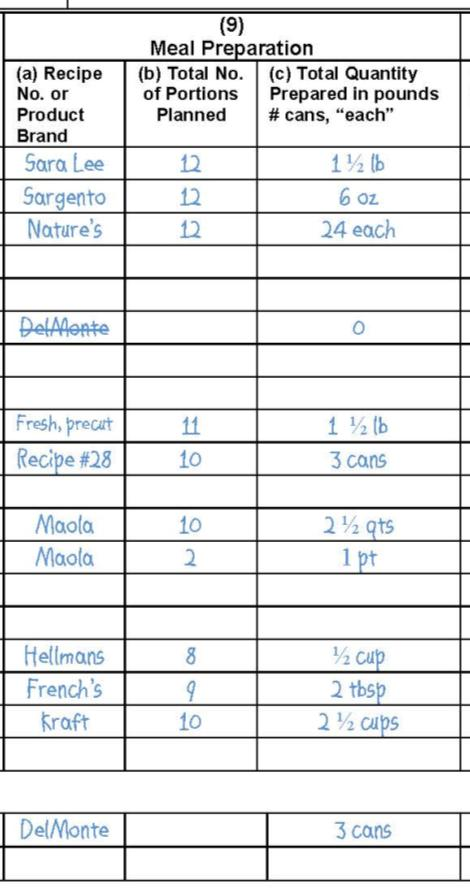 (9)
Meal Preparation
(a) Recipe No. or Product Brand (b) Total No. of Portions Planned (c) Total Quantity Prepared in pounds # cans, “each”
Sara Lee 12 1 ½ lb
Sargento 12 6 oz
Nature's 12 24 each
DelMonte 0
Fresh, precut 11 1 ½ lb
Recipe #28 10 3 cans
Maola 10 2 ½ qts
Maola 2 1 pt
Hellmans 8 ½ cup
French's 9 2 tbsp
Kraft 10 2 ½ cups
DelMonte 3 cans